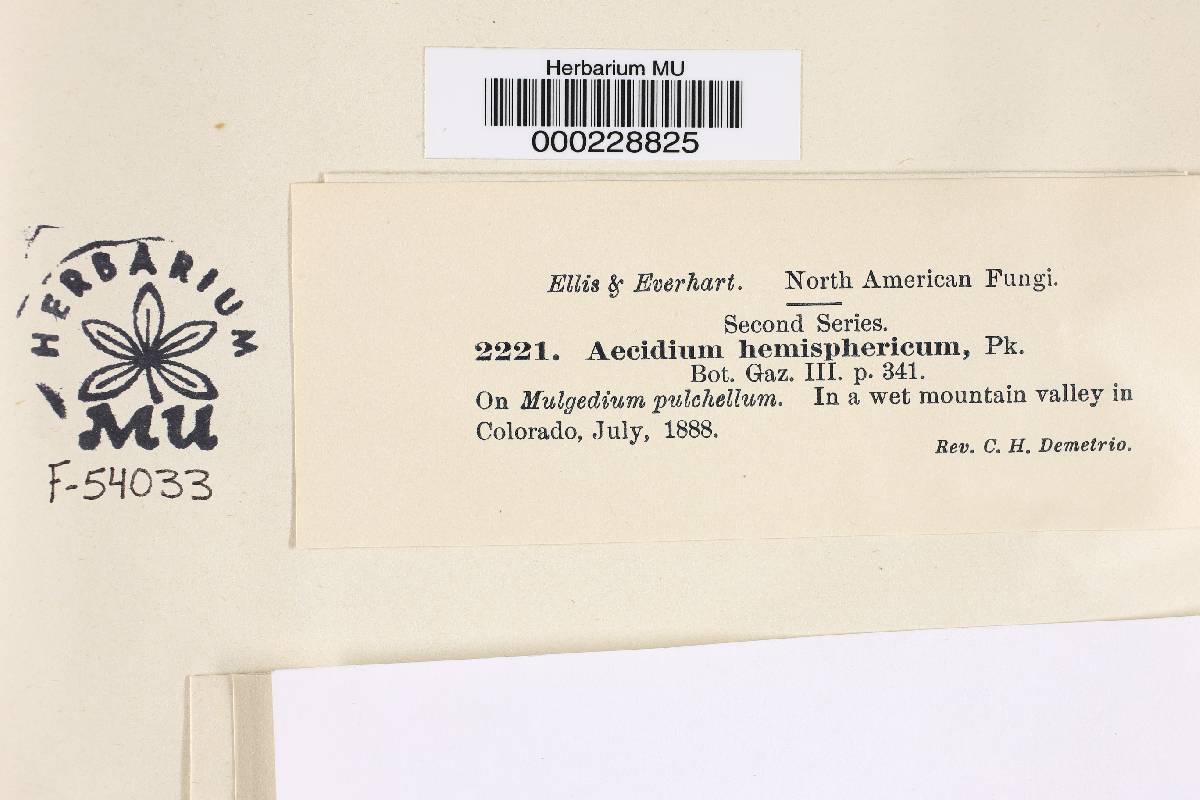 Herbarium MU
000228825
HERBARIUM
MU
F-54033
Ellis & Everhart. North American Fungi.
Second Series.
2221. Aecidium hemisphericum, Pk.
Bot. Gaz. III. p. 341.
On Mulgedium pulchellum. In a wet mountain valley in
Colorado, July, 1888.
Rev. C. H. Demetrio.